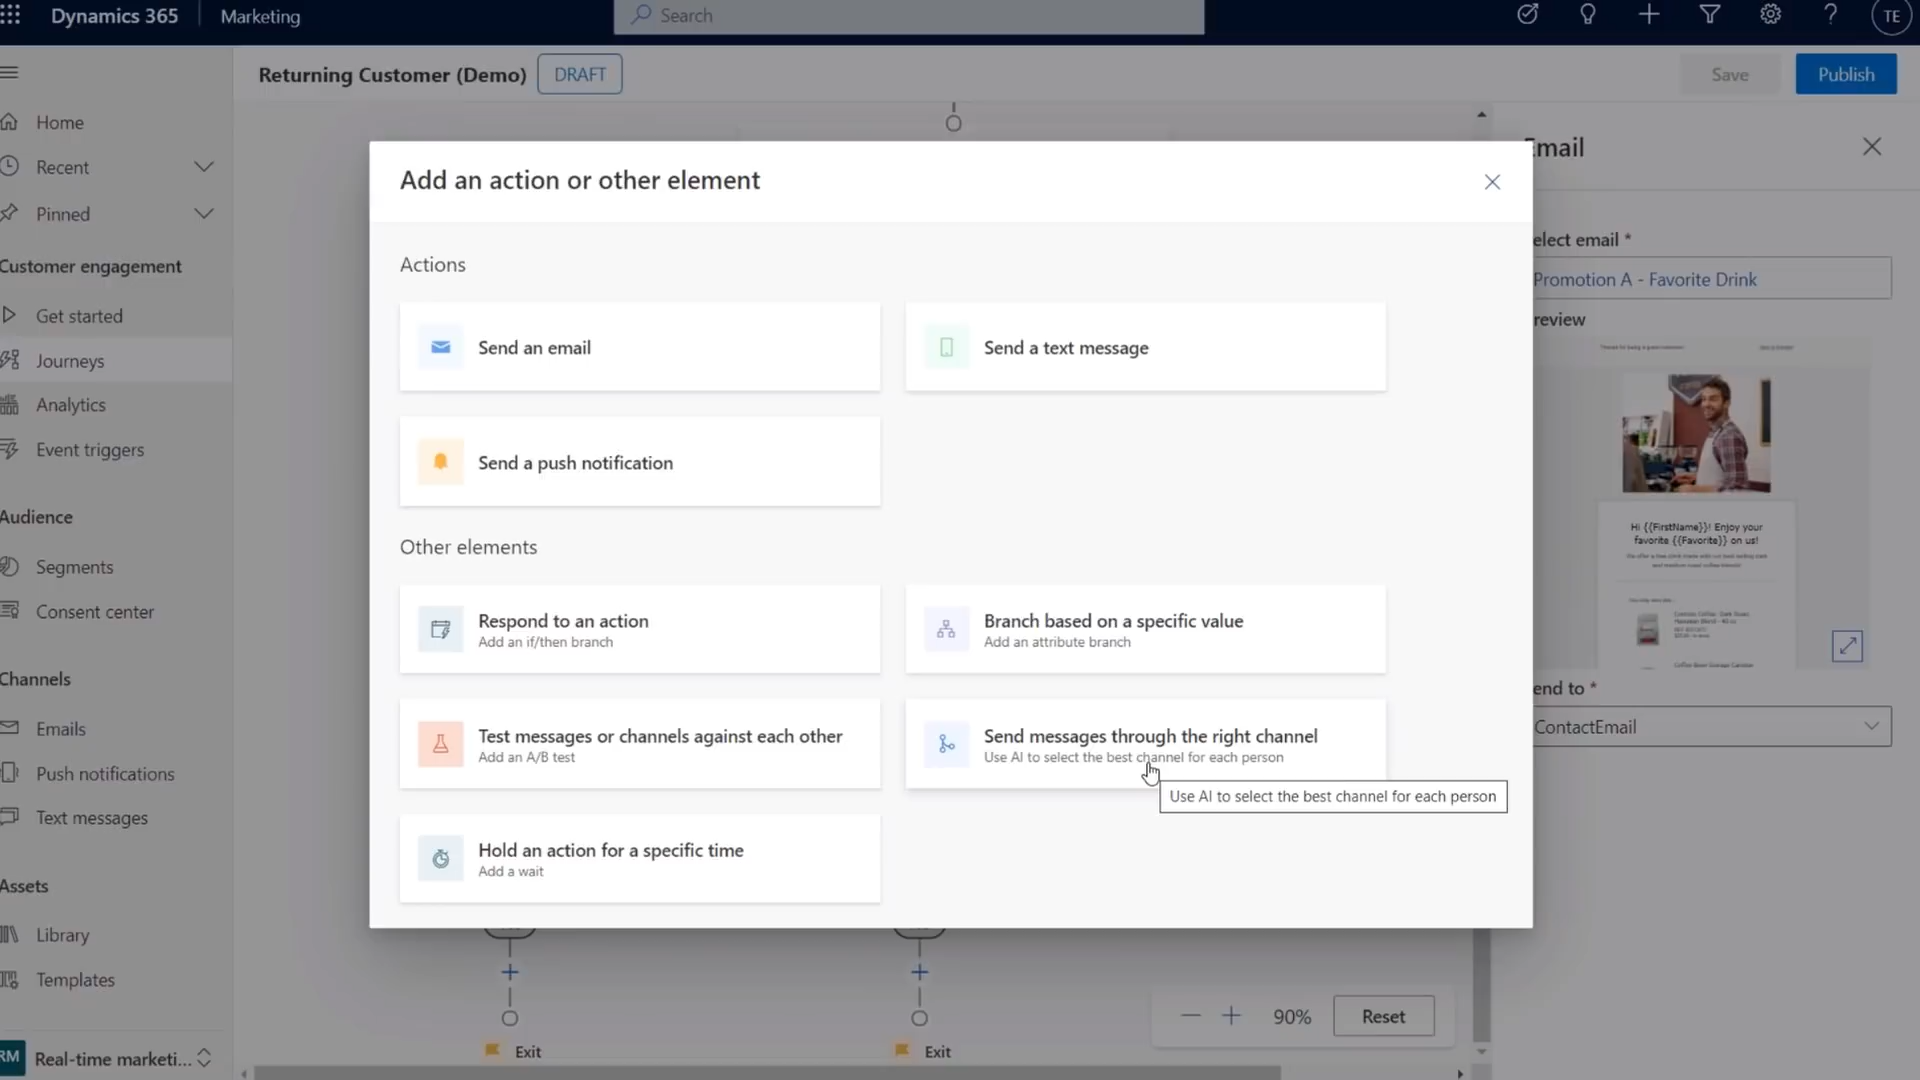 Dynamics 365
Marketing
Search
TE
Returning Customer (Demo)
DRAFT
Save
Publish
Home
Recent
Pinned
Customer engagement
Get started
Journeys
Analytics
Event triggers
Audience
Segments
Consent center
Channels
Emails
Push notifications
Text messages
Assets
Library
Templates
RM
Real-time marketi...
Add an action or other element
Actions
Send an email
Send a text message
Send a push notification
Other elements
Respond to an action
Add an if/then branch
Branch based on a specific value
Add an attribute branch
Test messages or channels against each other
Add an A/B test
Send messages through the right channel
Use AI to select the best channel for each person
Use AI to select the best channel for each person
Hold an action for a specific time
Add a wait
Exit
Exit
90%
Reset
Email
elect email *
Promotion A - Favorite Drink
review
Hi {{FirstName}}! Enjoy your
favorite {{Favorite}} on us!
end to *
ContactEmail